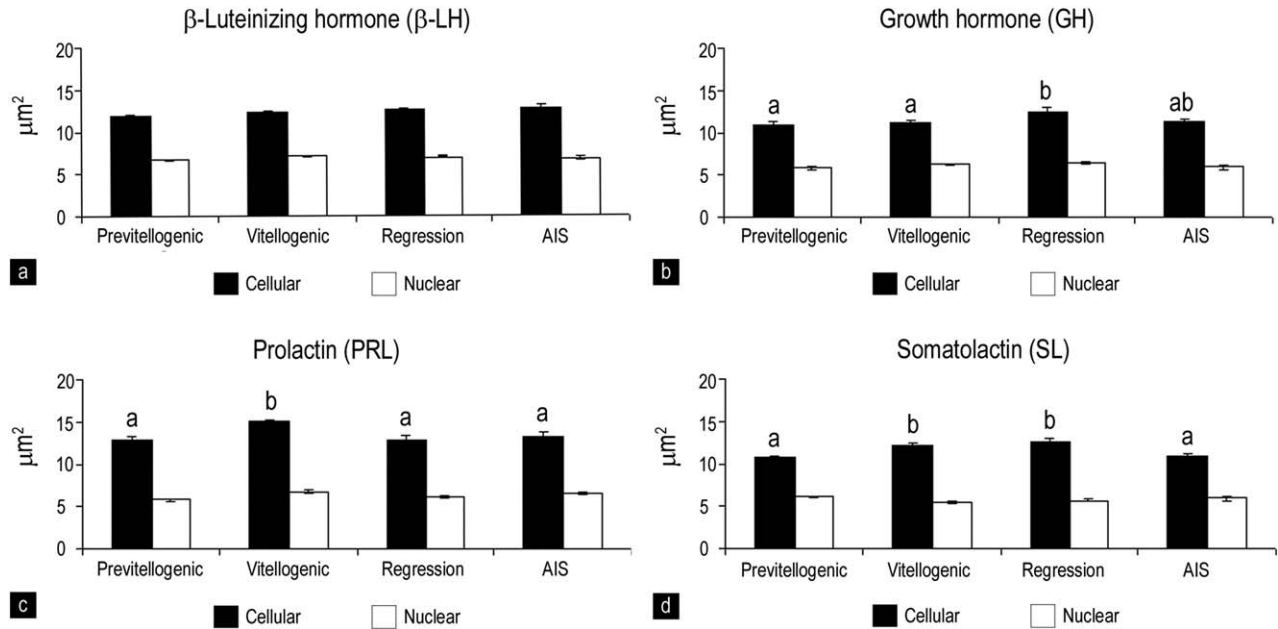 β-Luteinizing hormone (β-LH)
20
15
10
5
0
μm²
Previtellogenic
Vitellogenic
Regression
AIS
a
Cellular
Nuclear
Growth hormone (GH)
20
15
10
5
0
μm²
a
a
b
ab
Previtellogenic
Vitellogenic
Regression
AIS
b
Cellular
Nuclear
Prolactin (PRL)
20
15
10
5
0
μm²
a
b
a
a
Previtellogenic
Vitellogenic
Regression
AIS
c
Cellular
Nuclear
Somatolactin (SL)
20
15
10
5
0
μm²
a
b
b
a
Previtellogenic
Vitellogenic
Regression
AIS
d
Cellular
Nuclear